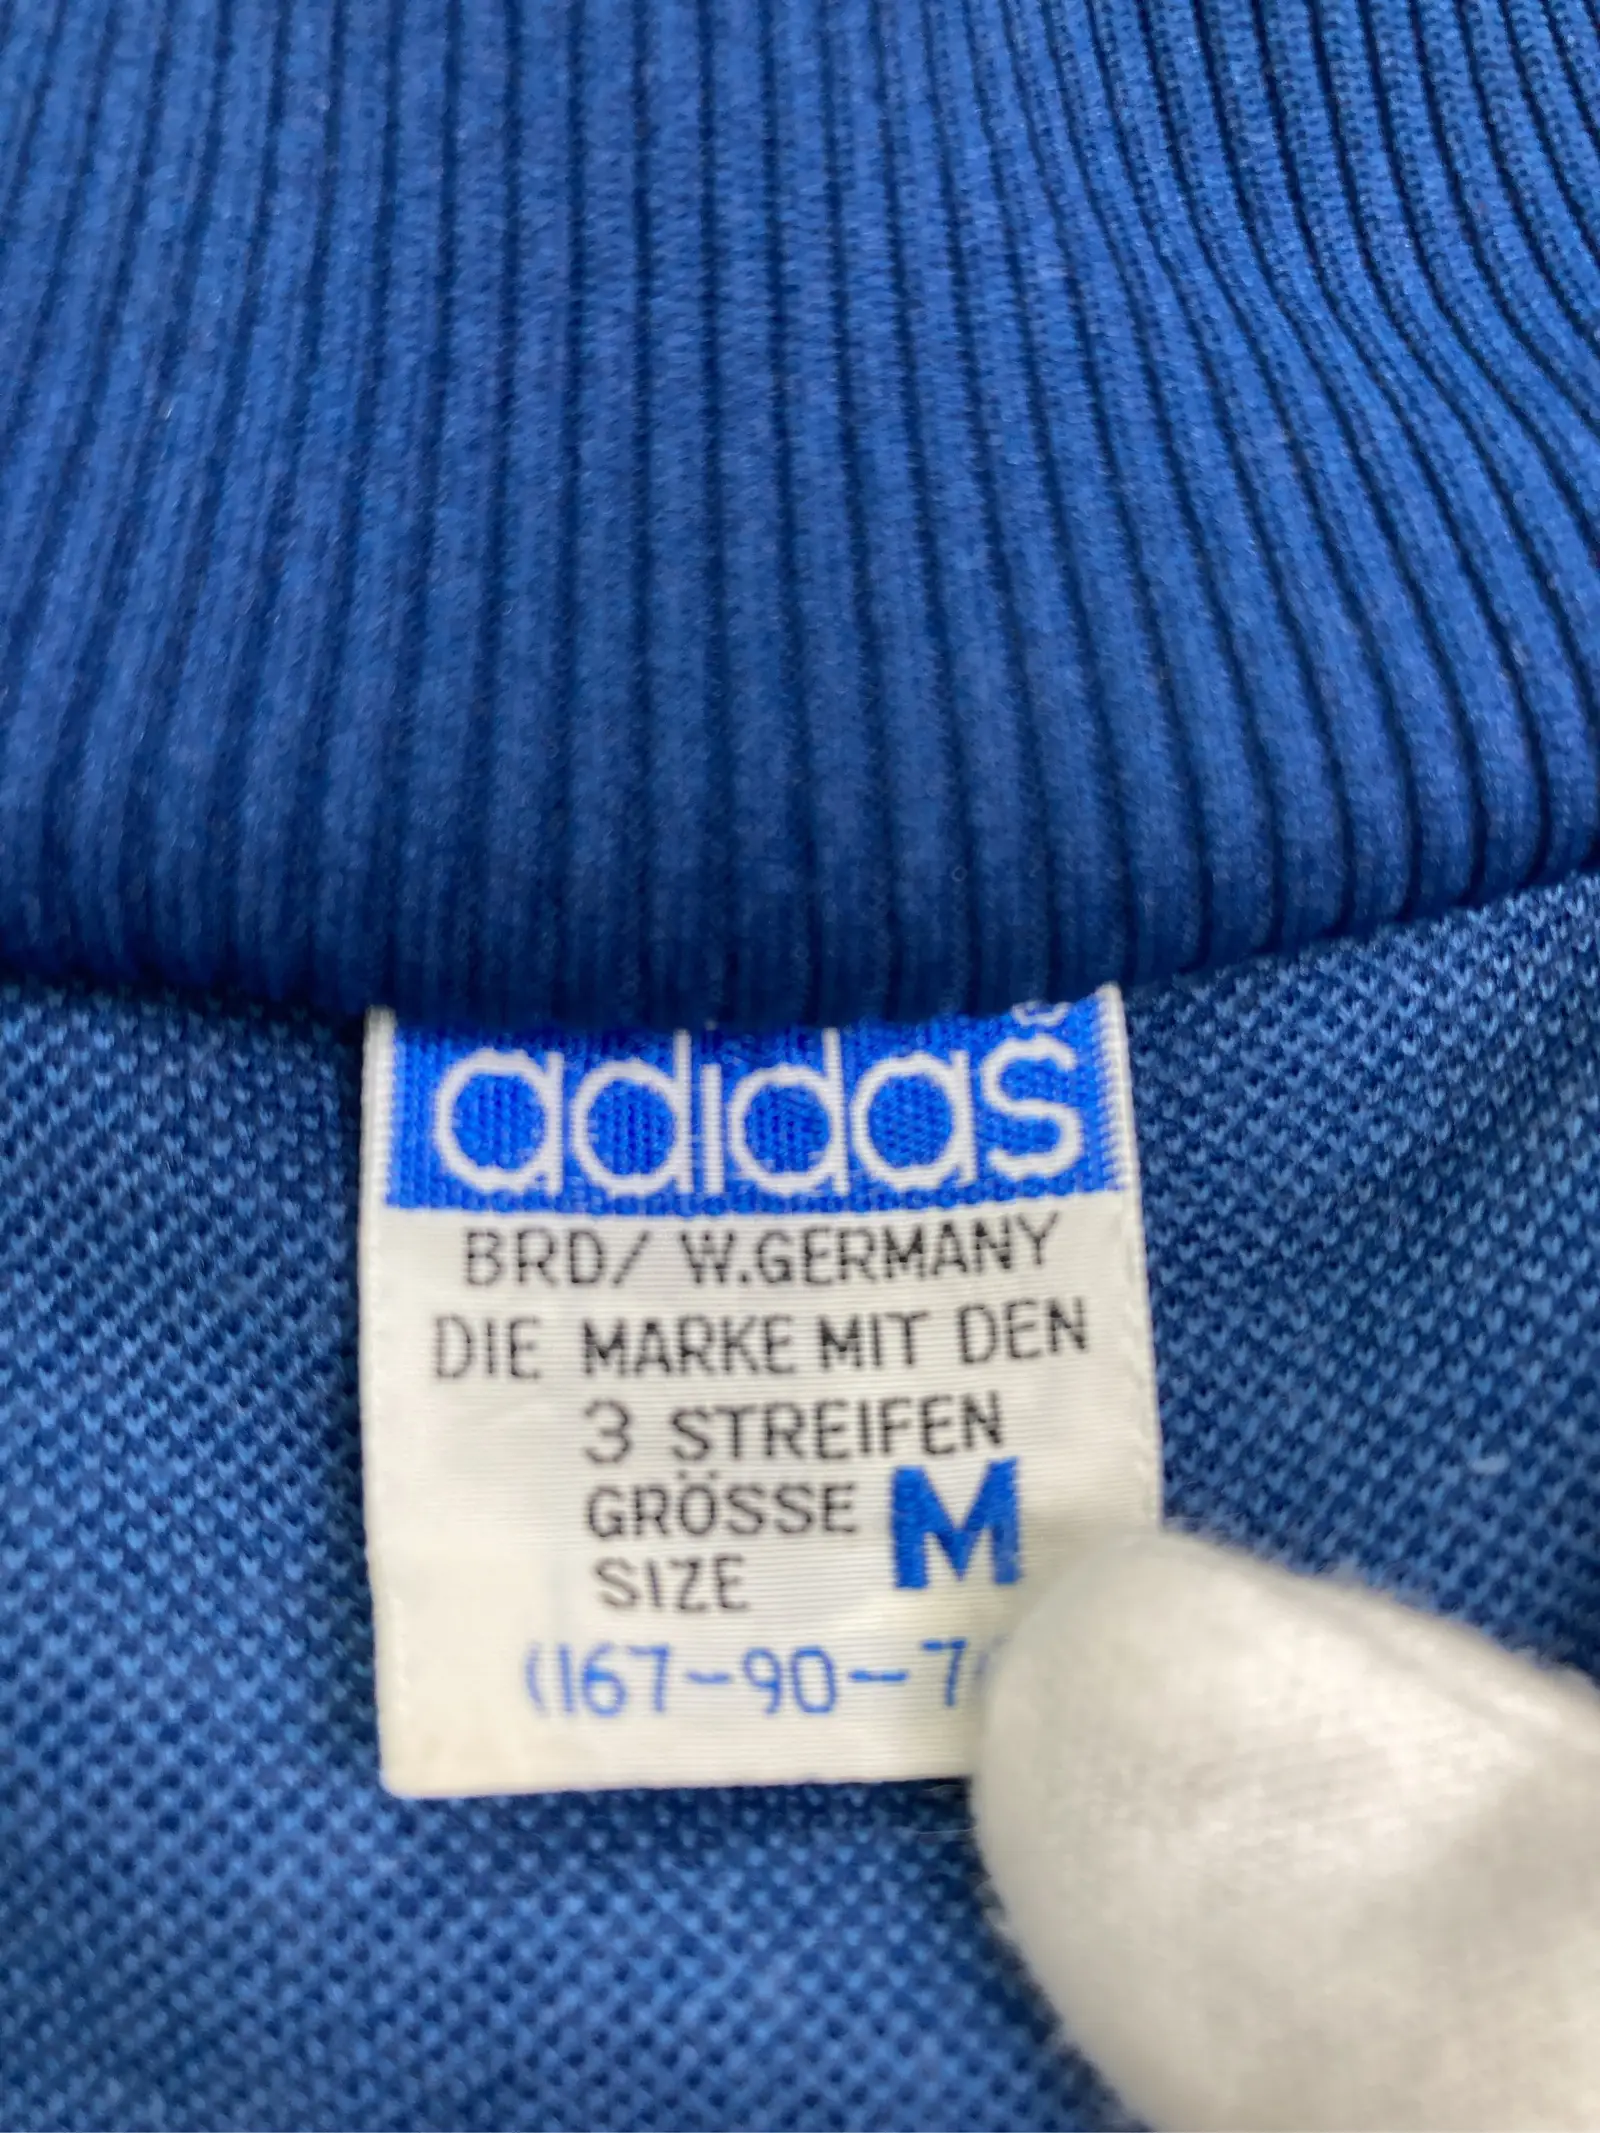 adidas
BRD/ W.GERMANY
DIE MARKE MIT DEN
3 STREIFEN
GRÖSSE M
SIZE
(167-90-7